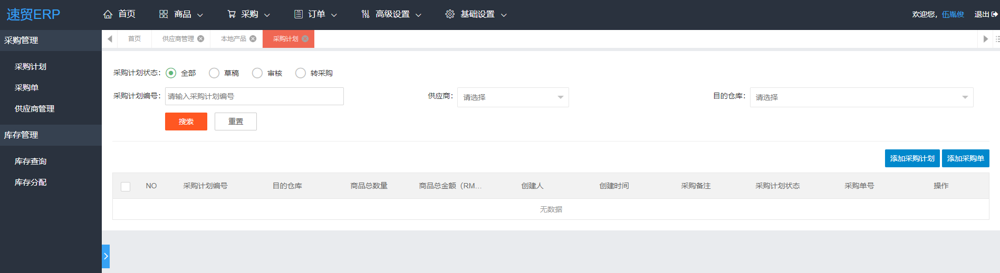 速贸ERP 首页 商品 采购 订单 高级设置 基础设置 欢迎您，伍胤俊 退出
采购管理
采购计划
采购单
供应商管理
库存管理
库存查询
库存分配
首页 供应商管理 本地产品 采购计划
采购计划状态： 全部 草稿 审核 转采购
采购计划编号： 请输入采购计划编号 供应商： 请选择 目的仓库： 请选择
搜索 重置
添加采购计划 添加采购单
NO 采购计划编号 目的仓库 商品总数量 商品总金额（RM... 创建人 创建时间 采购备注 采购计划状态 采购单号 操作
无数据